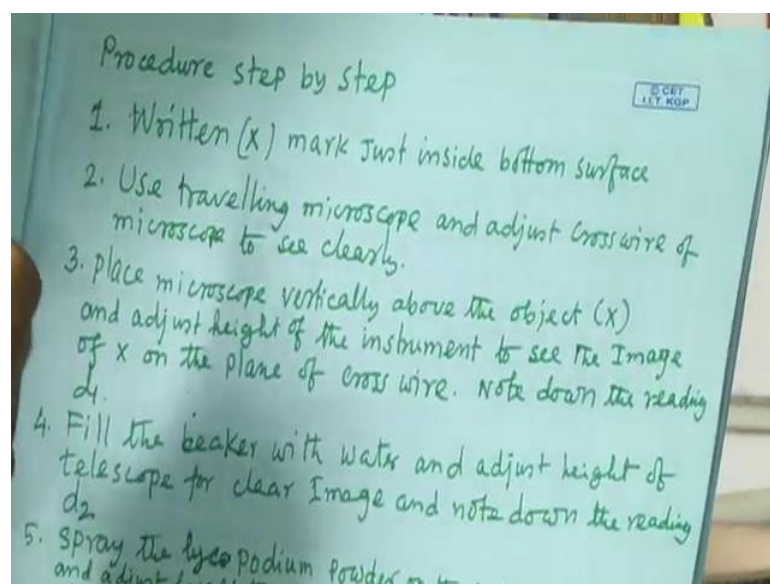 Procedure step by step
© CET
I.I.T. KGP
1. Written (x) mark Just inside bottom surface
2. Use travelling microscope and adjust Crosswire of
microscope to see clearly.
3. place microscope vertically above the object (x)
and adjust height of the instrument to see the Image
of x on the plane of cross wire. Note down the reading
d1.
4. Fill the beaker with water and adjust height of
telescope for clear Image and note down the reading
d2
5. Spray the lycopodium Powder on
and adjust